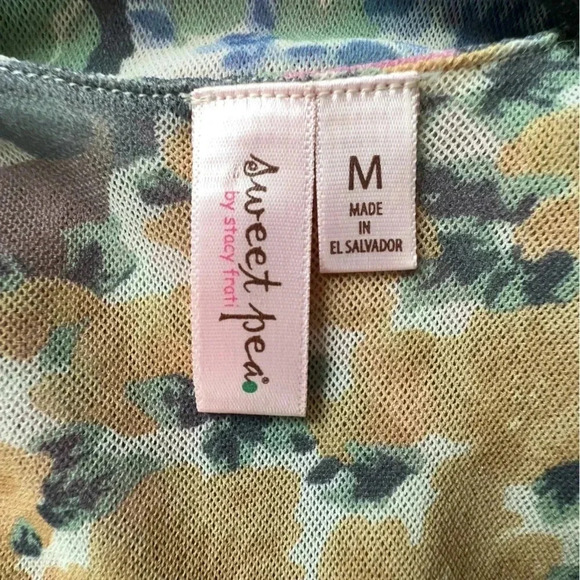 sweet pea
by stacy frati
M
MADE
IN
EL SALVADOR